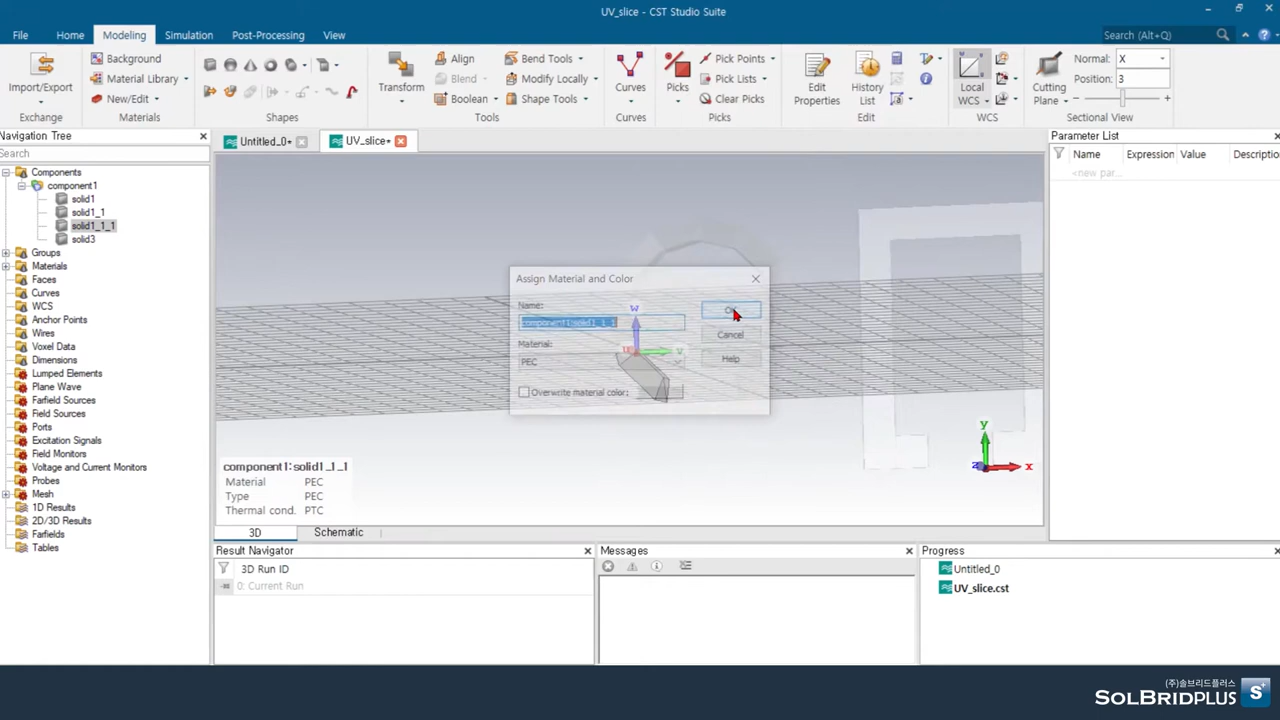 UV_slice - CST Studio Suite
File
Home
Modeling
Simulation
Post-Processing
View
Search (Alt+Q)
Import/Export
Exchange
Background
Material Library
New/Edit
Materials
Shapes
Transform
Align
Blend
Boolean
Bend Tools
Modify Locally
Shape Tools
Tools
Curves
Curves
Picks
Pick Points
Pick Lists
Clear Picks
Picks
Edit
Properties
History
List
Edit
Local
WCS
WCS
Cutting
Plane
Normal: X
Position: 3
Sectional View
Navigation Tree
Search
Components
component1
solid1
solid1_1
solid1_1_1
solid3
Groups
Materials
Faces
Curves
WCS
Anchor Points
Wires
Voxel Data
Dimensions
Lumped Elements
Plane Wave
Farfield Sources
Field Sources
Ports
Excitation Signals
Field Monitors
Voltage and Current Monitors
Probes
Mesh
1D Results
2D/3D Results
Farfields
Tables
Untitled_0*
UV_slice*
Assign Material and Color
Name:
component1:solid1_1_1
OK
Cancel
Help
Material:
PEC
Overwrite material color:
w
v
y
z
x
component1:solid1_1_1
Material PEC
Type PEC
Thermal cond. PTC
3D
Schematic
Parameter List
Name Expression Value Descriptio
<new par...
Result Navigator
3D Run ID
0: Current Run
Messages
Progress
Untitled_0
UV_slice.cst
(주)솔브리드플러스
SOLBRIDPLUS
S+